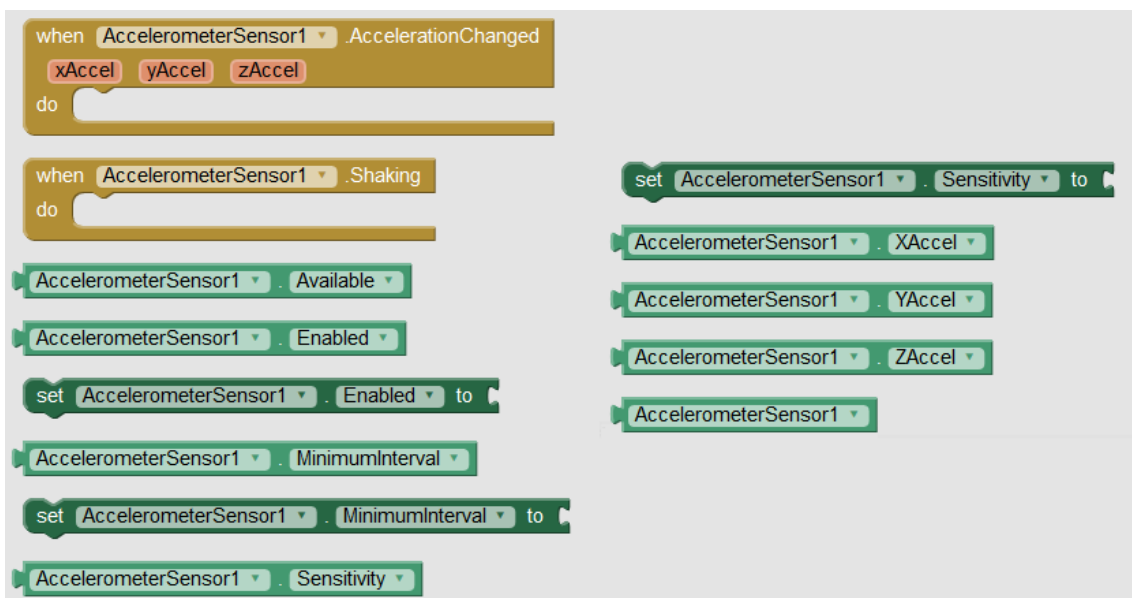 when AccelerometerSensor1 .AccelerationChanged
xAccel yAccel zAccel
do
when AccelerometerSensor1 .Shaking
do
AccelerometerSensor1 . Available
AccelerometerSensor1 . Enabled
set AccelerometerSensor1 . Enabled to
AccelerometerSensor1 . MinimumInterval
set AccelerometerSensor1 . MinimumInterval to
AccelerometerSensor1 . Sensitivity
set AccelerometerSensor1 . Sensitivity to
AccelerometerSensor1 . XAccel
AccelerometerSensor1 . YAccel
AccelerometerSensor1 . ZAccel
AccelerometerSensor1